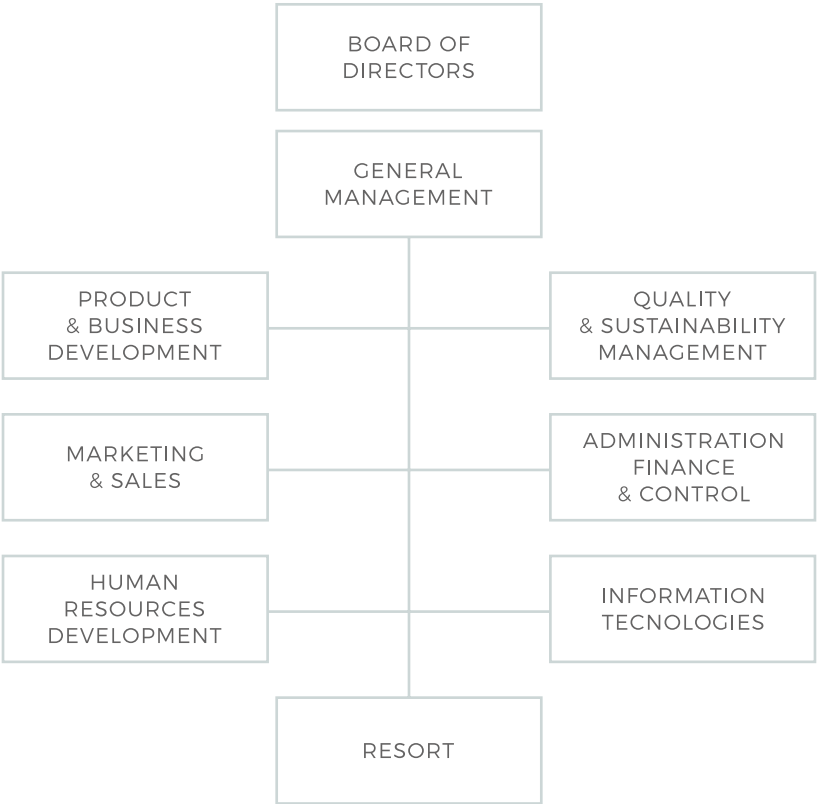 BOARD OF
DIRECTORS
GENERAL
MANAGEMENT
PRODUCT
& BUSINESS
DEVELOPMENT
QUALITY
& SUSTAINABILITY
MANAGEMENT
MARKETING
& SALES
ADMINISTRATION
FINANCE
& CONTROL
HUMAN
RESOURCES
DEVELOPMENT
INFORMATION
TECNOLOGIES
RESORT